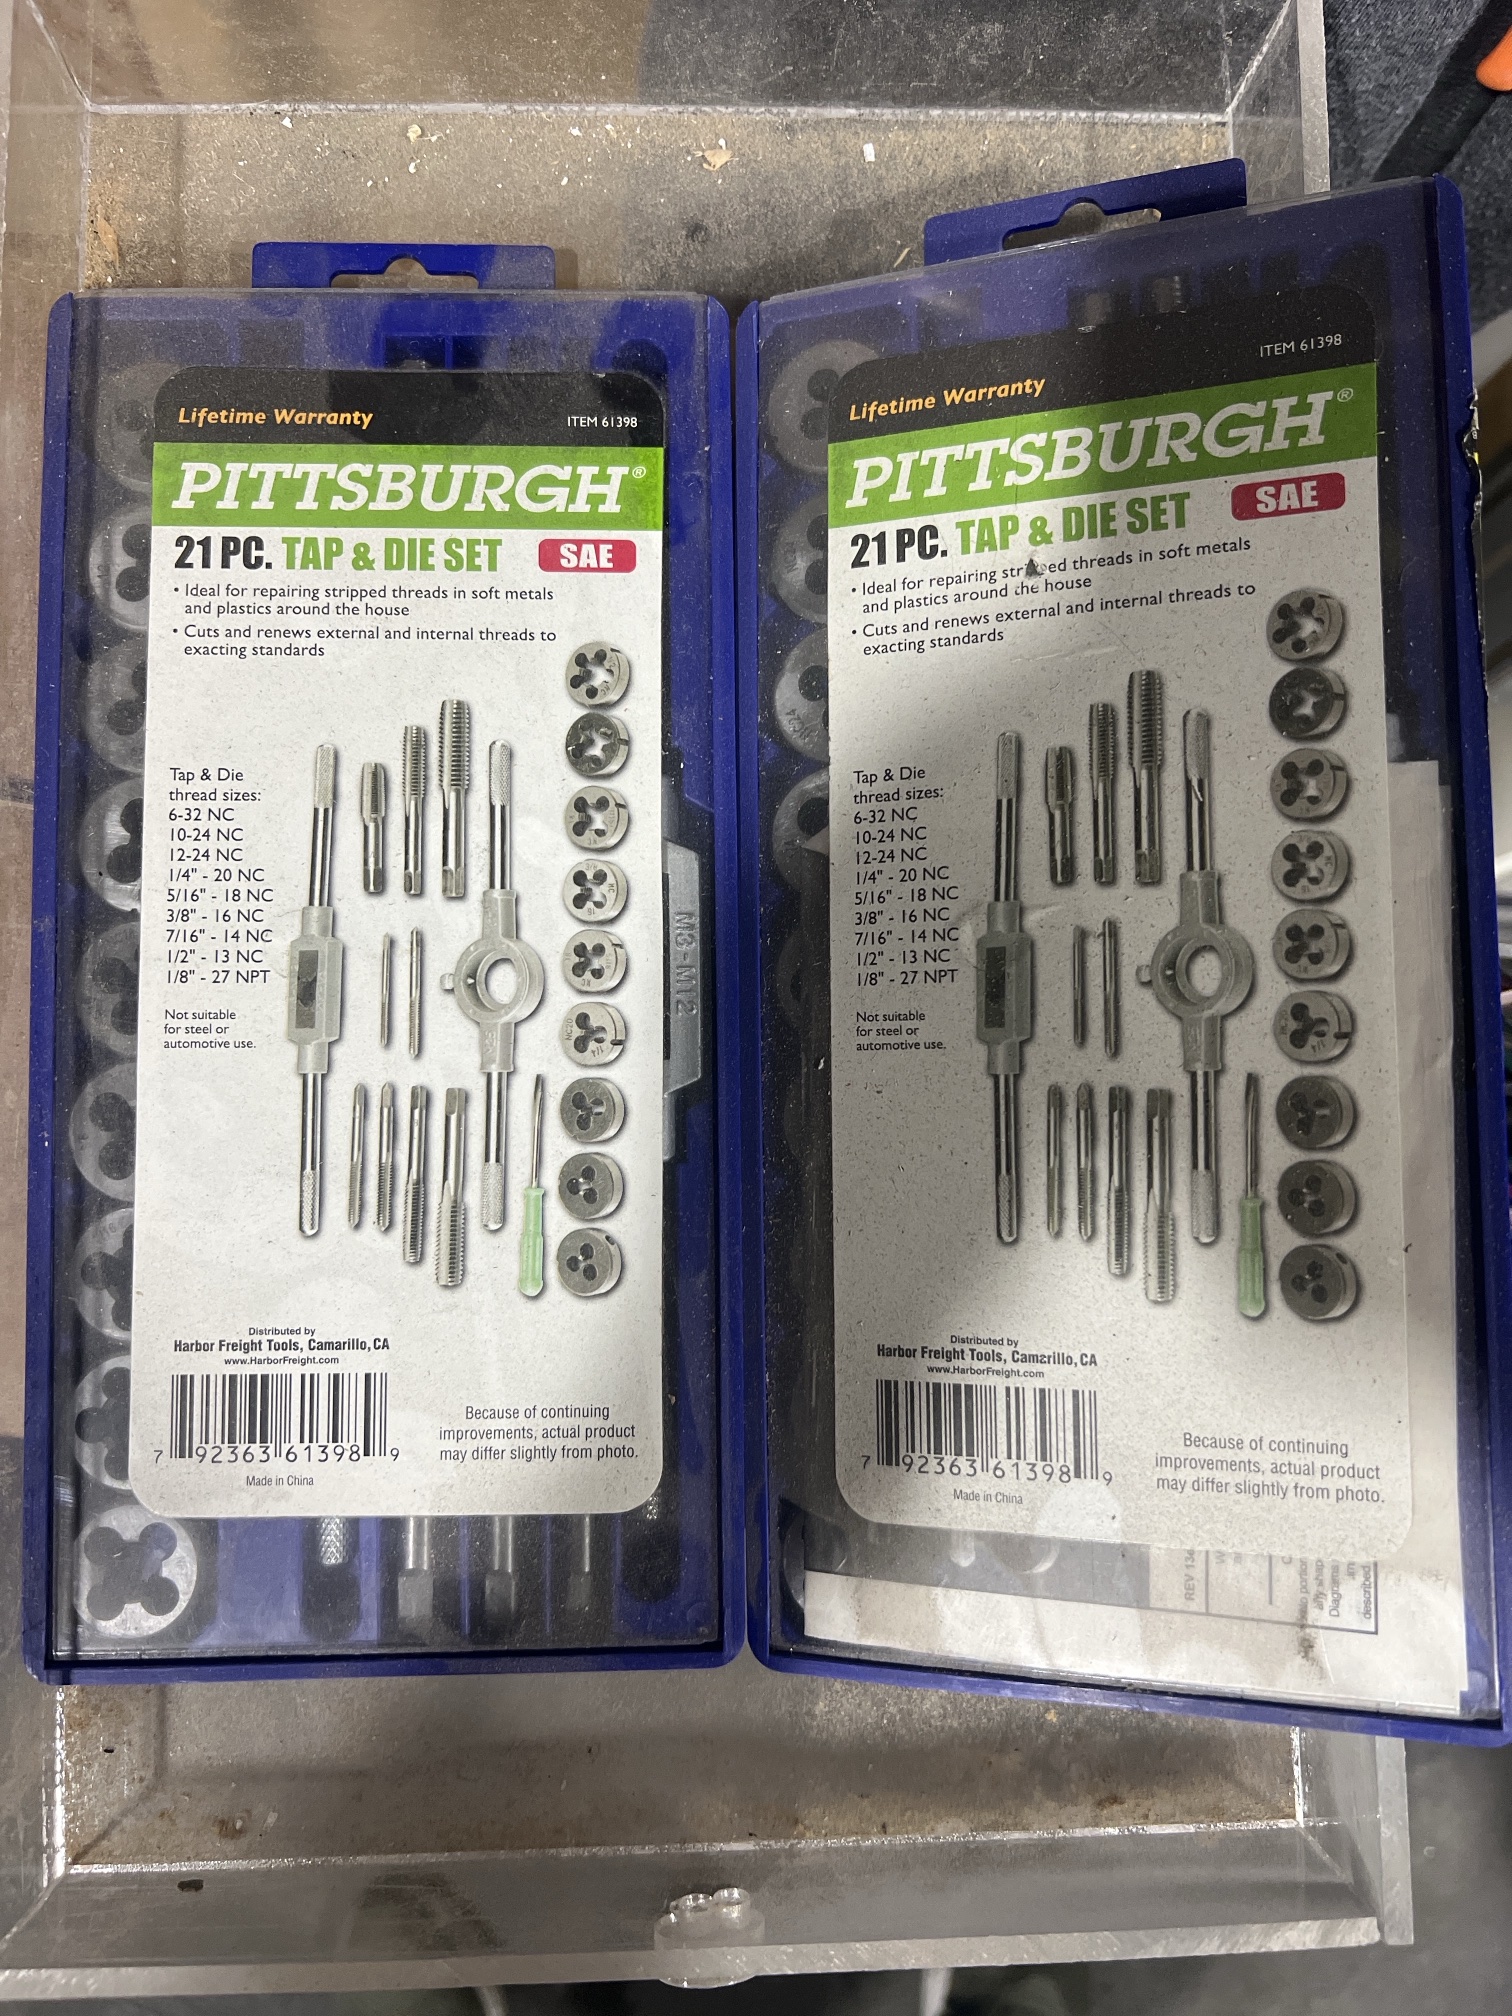 Lifetime Warranty
ITEM 61398
PITTSBURGH®
21 PC. TAP & DIE SET
SAE
• Ideal for repairing stripped threads in soft metals
and plastics around the house
• Cuts and renews external and internal threads to
exacting standards
Tap & Die
thread sizes:
6-32 NC
10-24 NC
12-24 NC
1/4" - 20 NC
5/16" - 18 NC
3/8" - 16 NC
7/16" - 14 NC
1/2" - 13 NC
1/8" - 27 NPT
Not suitable
for steel or
automotive use.
M3-M12
Distributed by
Harbor Freight Tools, Camarillo, CA
www.HarborFreight.com
7 92363 61398 9
Made in China
Because of continuing
improvements, actual product
may differ slightly from photo.
Lifetime Warranty
ITEM 61398
PITTSBURGH®
21 PC. TAP & DIE SET
SAE
• Ideal for repairing stripped threads in soft metals
and plastics around the house
• Cuts and renews external and internal threads to
exacting standards
Tap & Die
thread sizes:
6-32 NC
10-24 NC
12-24 NC
1/4" - 20 NC
5/16" - 18 NC
3/8" - 16 NC
7/16" - 14 NC
1/2" - 13 NC
1/8" - 27 NPT
Not suitable
for steel or
automotive use.
Distributed by
Harbor Freight Tools, Camarillo, CA
www.HarborFreight.com
7 92363 61398 9
Made in China
Because of continuing
improvements, actual product
may differ slightly from photo.
REV
Diagrams
described